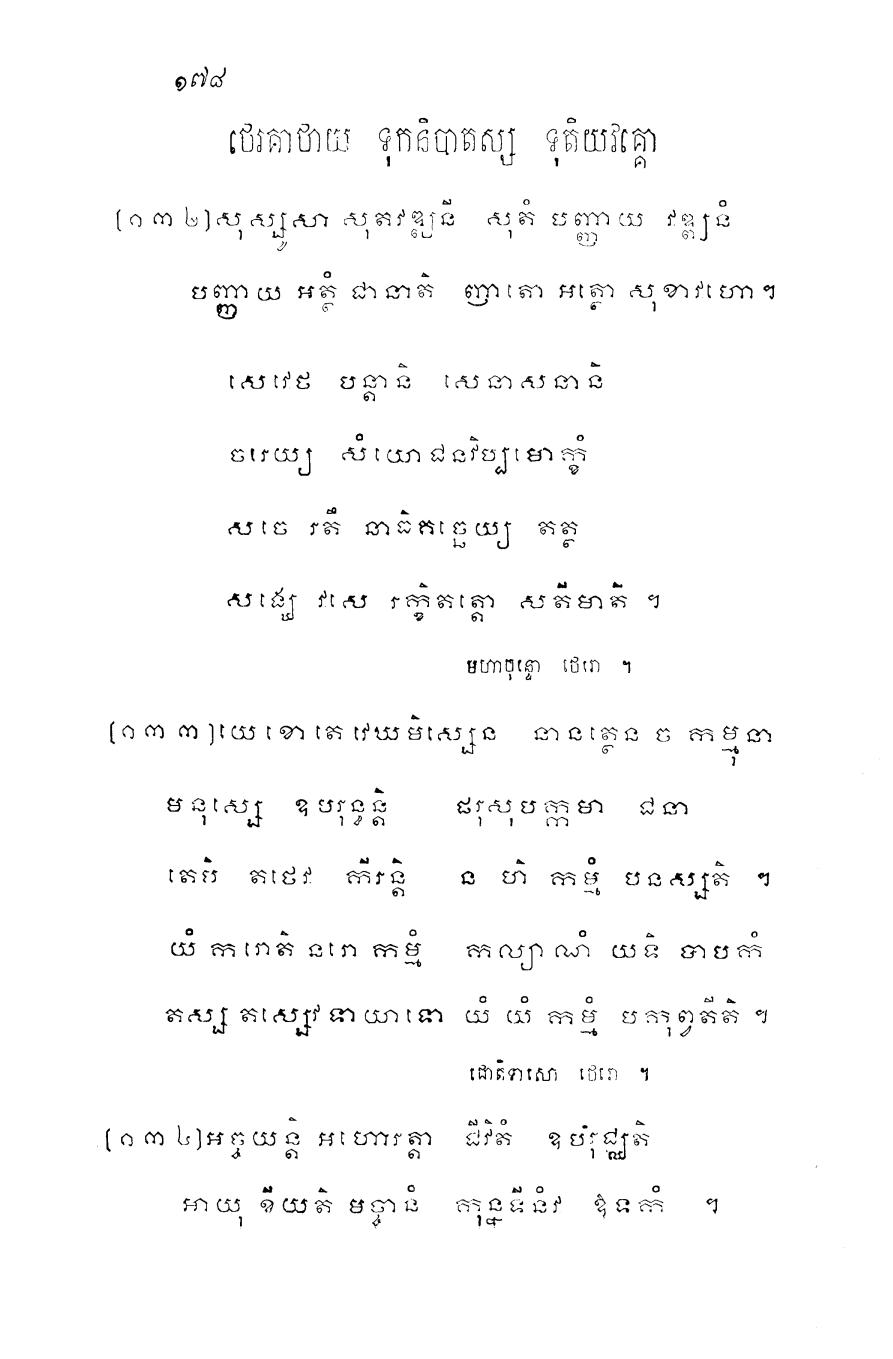 ១៧៨
ថេរគាថាយ ទុកនិបាតស្ស ទុតិយវគ្គោ
(១៣២)សុស្សូសា សុតវឌ្ឍនី សុតំ បញ្ញាយ វឌ្ឍនំ
បញ្ញាយ អត្ថំ ជានាតិ ញាតោ អត្ថោ សុខាវហោ។
សេវេថ បន្តានិ សេនាសនានិ
ចរេយ្យ សំយោជនវិប្បមោក្ខំ
សចេ រតឹ នាធិគច្ឆេយ្យ តត្ថ
សង្ឃេ វសេ រក្ខិតត្តោ សតីមាតិ ។
មហាចុន្ទោ ថេរោ ។
(១៣៣)យេ ខោ តេ វេឃមិស្សេន នានត្ថេន ច កម្មុនា
មនុស្សេ ឧបរុន្ធន្តិ ផរុសុបក្កមា ជនា
តេបិ តថេវ កីរន្តិ ន ហិ កម្មំ បនស្សតិ ។
យំ ករោតិ នរោ កម្មំ កល្យាណំ យទិ បាបកំ
តស្ស តស្សេវ ទាយាទោ យំ យំ កម្មំ បកុព្វតីតិ ។
ជោតិទាសោ ថេរោ ។
(១៣៤)អច្ចយន្តិ អហោរត្តា ជីវិតំ ឧបរុជ្ឈតិ
អាយុ ខីយតិ មច្ចានំ កុន្នទីនំវ ឱទកំ ។